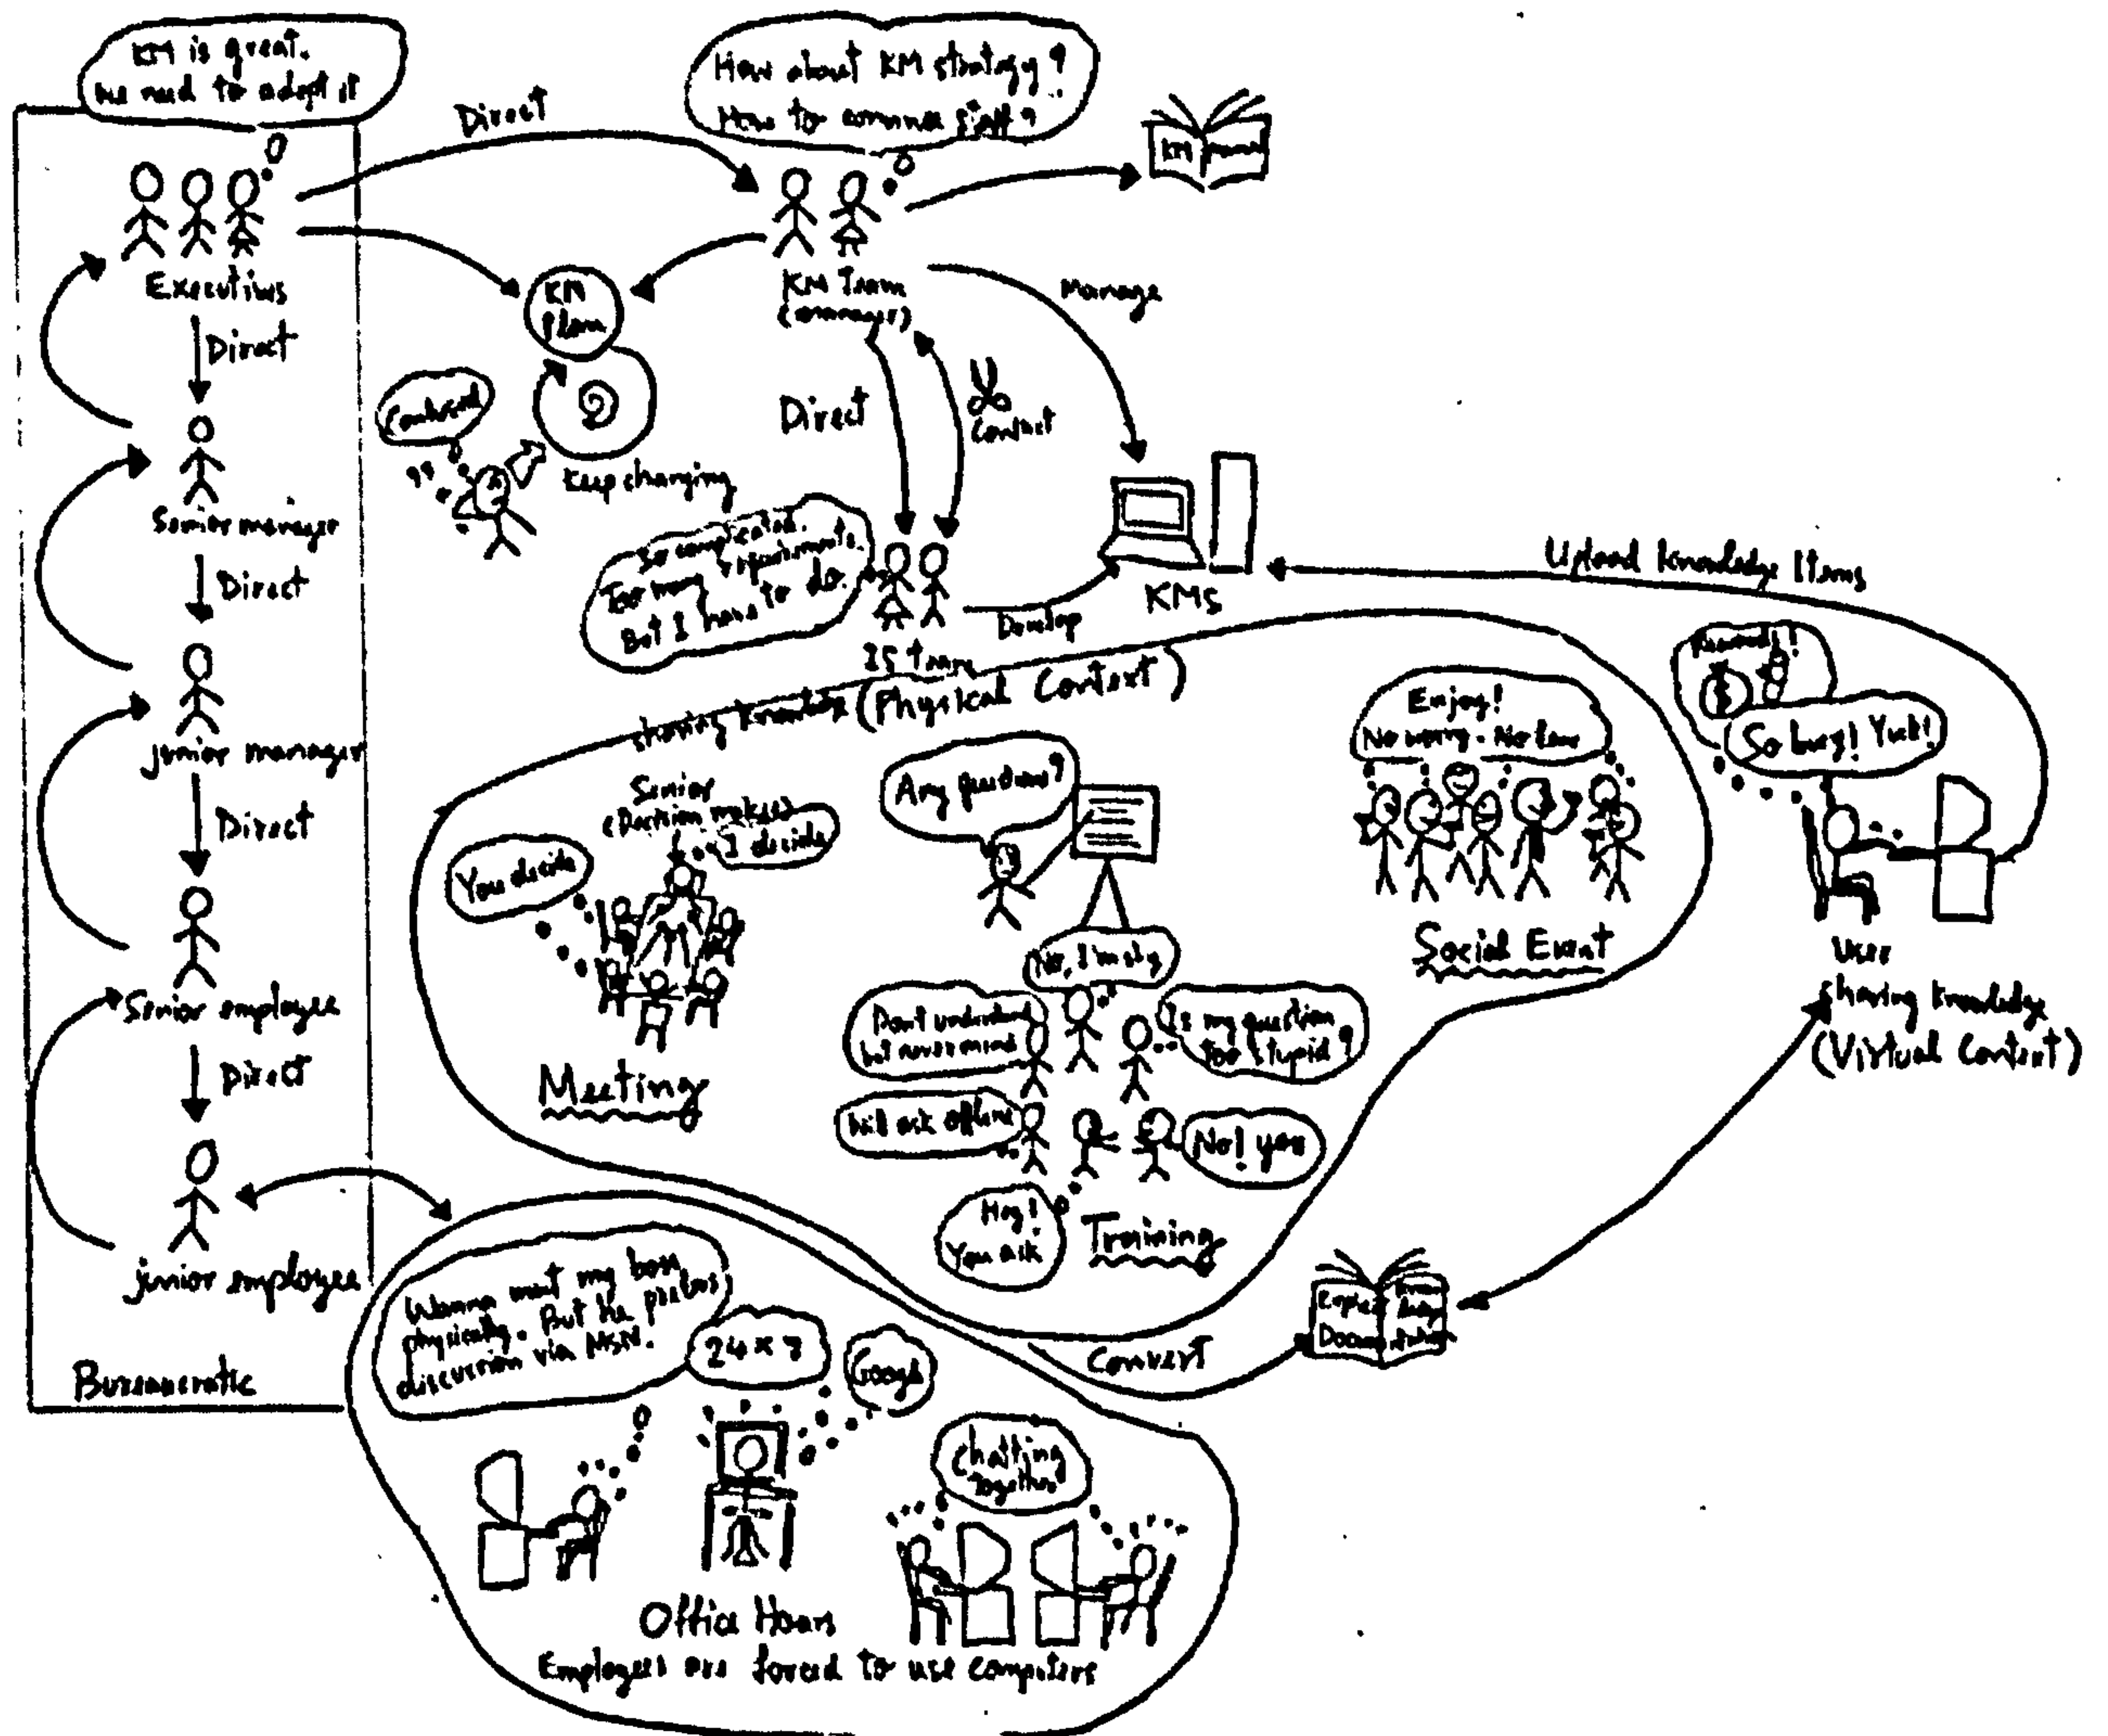 KM is great.
We need to adopt it
Direct
How about KM strategy?
How to convince staff?
KM
Executives
Direct
KM
Plan
KM Team
(manager)
Manage
Confused
Keep changing
Direct
Contact
Senior manager
Direct
So complicated.
Too many requirements.
But I have to do.
IS team
Develop
KMS
Upload knowledge Items
junior manager
Direct
Sharing knowledge (Physical Context)
Senior
(Decision maker)
I decide
You decide
Meeting
Any question?
Enjoy!
No worry. No law
Social Event
Rewards!
$
So busy! Yuck!
User
Sharing knowledge
(Virtual Context)
Senior employee
Direct
No, I'm shy
Don't understand
but never mind
Is my question
too stupid?
Will ask offline
No! you
Hey!
You ask
Training
junior employee
Bureaucratic
Convert
Wanna meet my boss
physically. But he prefers
discussion via MSN.
24 x 7
Google
Chatting
together
Office Hours
Employees are forced to use computers